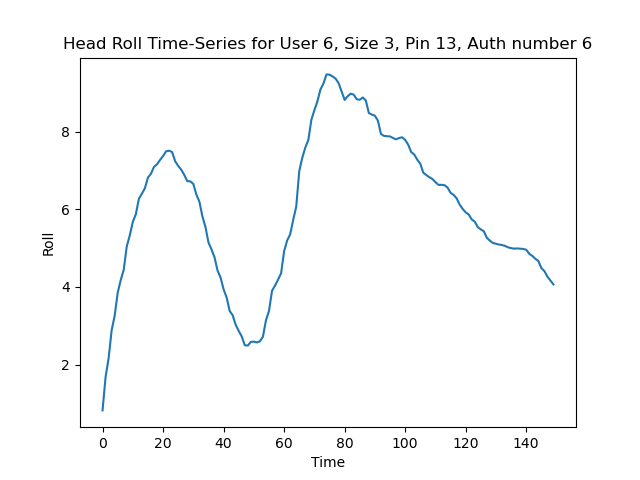 Head Roll Time-Series for User 6, Size 3, Pin 13, Auth number 6
8
6
4
2
Roll
0 20 40 60 80 100 120 140
Time